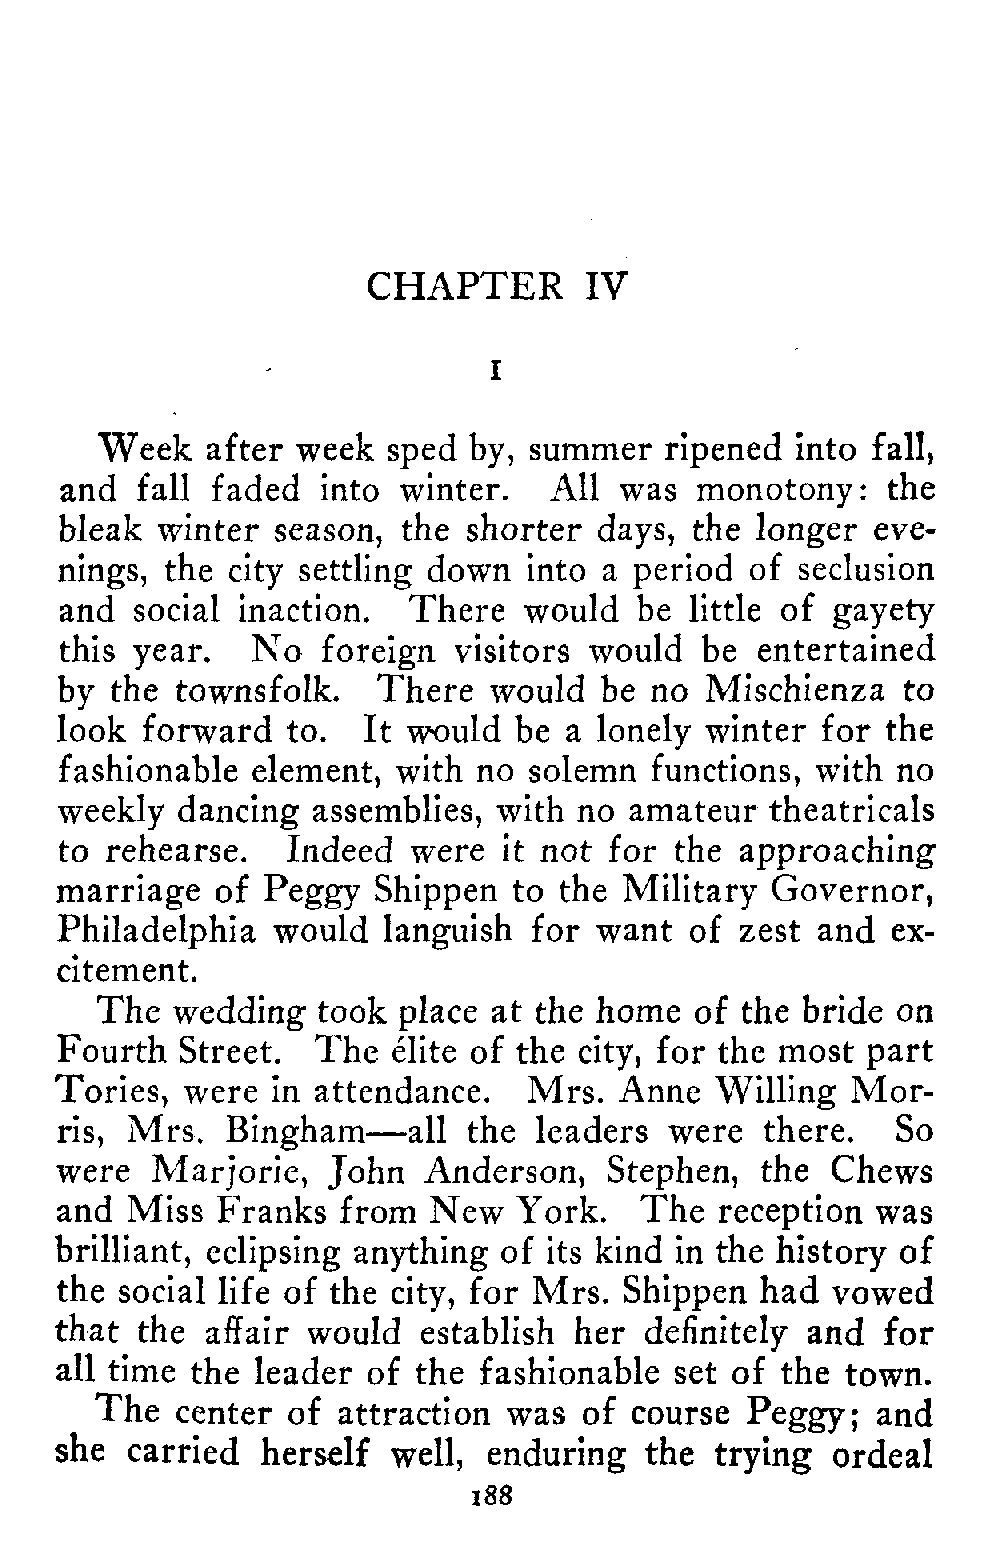 CHAPTER IV
I
Week after week sped by, summer ripened into fall,
and fall faded into winter. All was monotony: the
bleak winter season, the shorter days, the longer eve-
nings, the city settling down into a period of seclusion
and social inaction. There would be little of gayety
this year. No foreign visitors would be entertained
by the townsfolk. There would be no Mischienza to
look forward to. It would be a lonely winter for the
fashionable element, with no solemn functions, with no
weekly dancing assemblies, with no amateur theatricals
to rehearse. Indeed were it not for the approaching
marriage of Peggy Shippen to the Military Governor,
Philadelphia would languish for want of zest and ex-
citement.
The wedding took place at the home of the bride on
Fourth Street. The élite of the city, for the most part
Tories, were in attendance. Mrs. Anne Willing Mor-
ris, Mrs. Bingham—all the leaders were there. So
were Marjorie, John Anderson, Stephen, the Chews
and Miss Franks from New York. The reception was
brilliant, eclipsing anything of its kind in the history of
the social life of the city, for Mrs. Shippen had vowed
that the affair would establish her definitely and for
all time the leader of the fashionable set of the town.
The center of attraction was of course Peggy; and
she carried herself well, enduring the trying ordeal
188